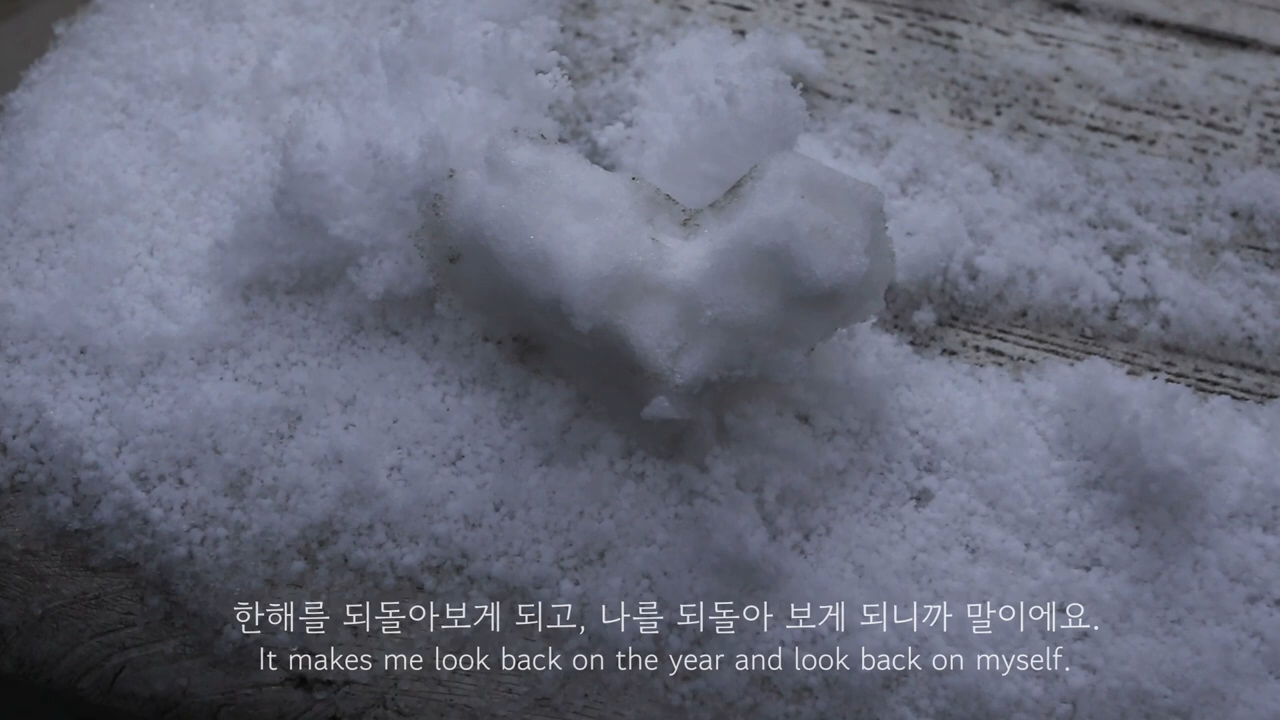 한해를 되돌아보게 되고, 나를 되돌아 보게 되니까 말이에요.
It makes me look back on the year and look back on myself.